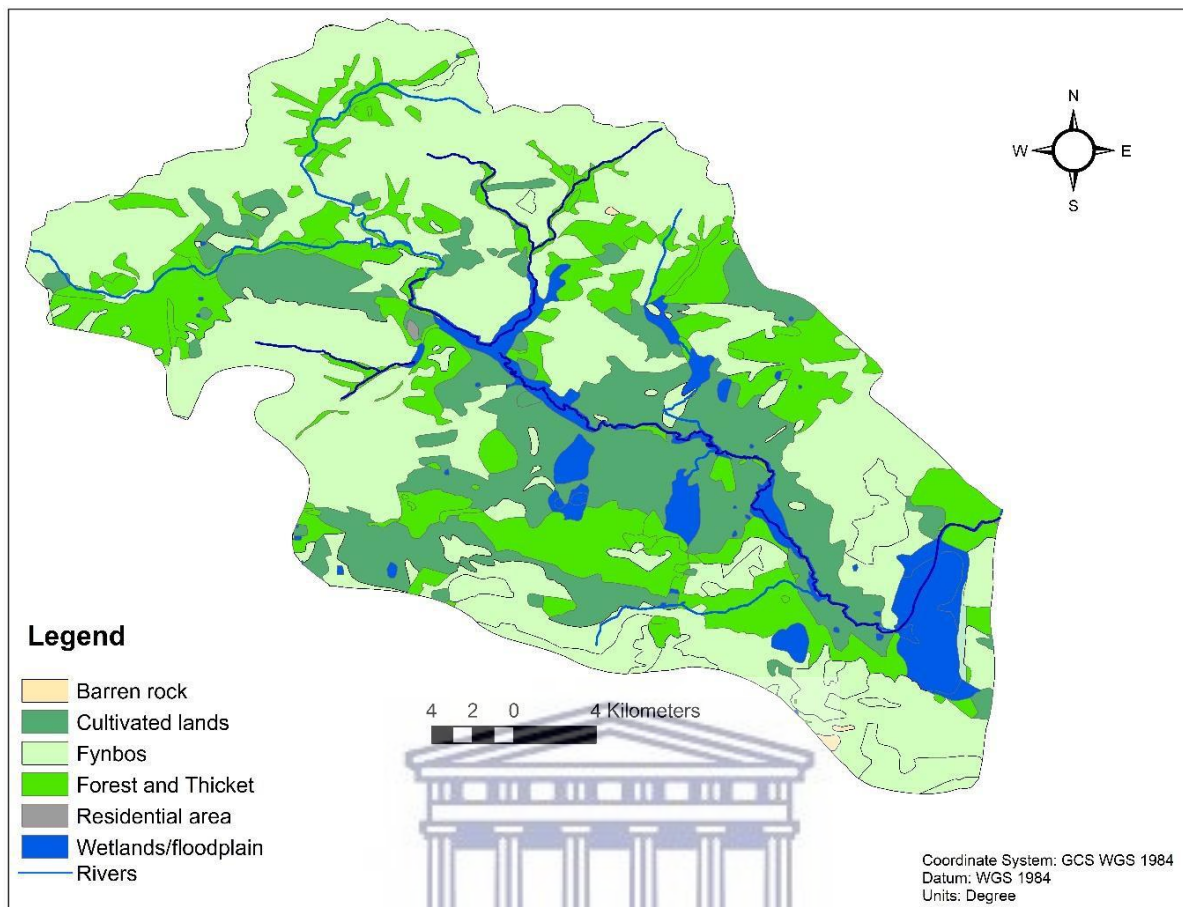 N
W E
S
Legend
Barren rock
Cultivated lands
Fynbos
Forest and Thicket
Residential area
Wetlands/floodplain
Rivers
4 2 0 4 Kilometers
Coordinate System: GCS WGS 1984
Datum: WGS 1984
Units: Degree